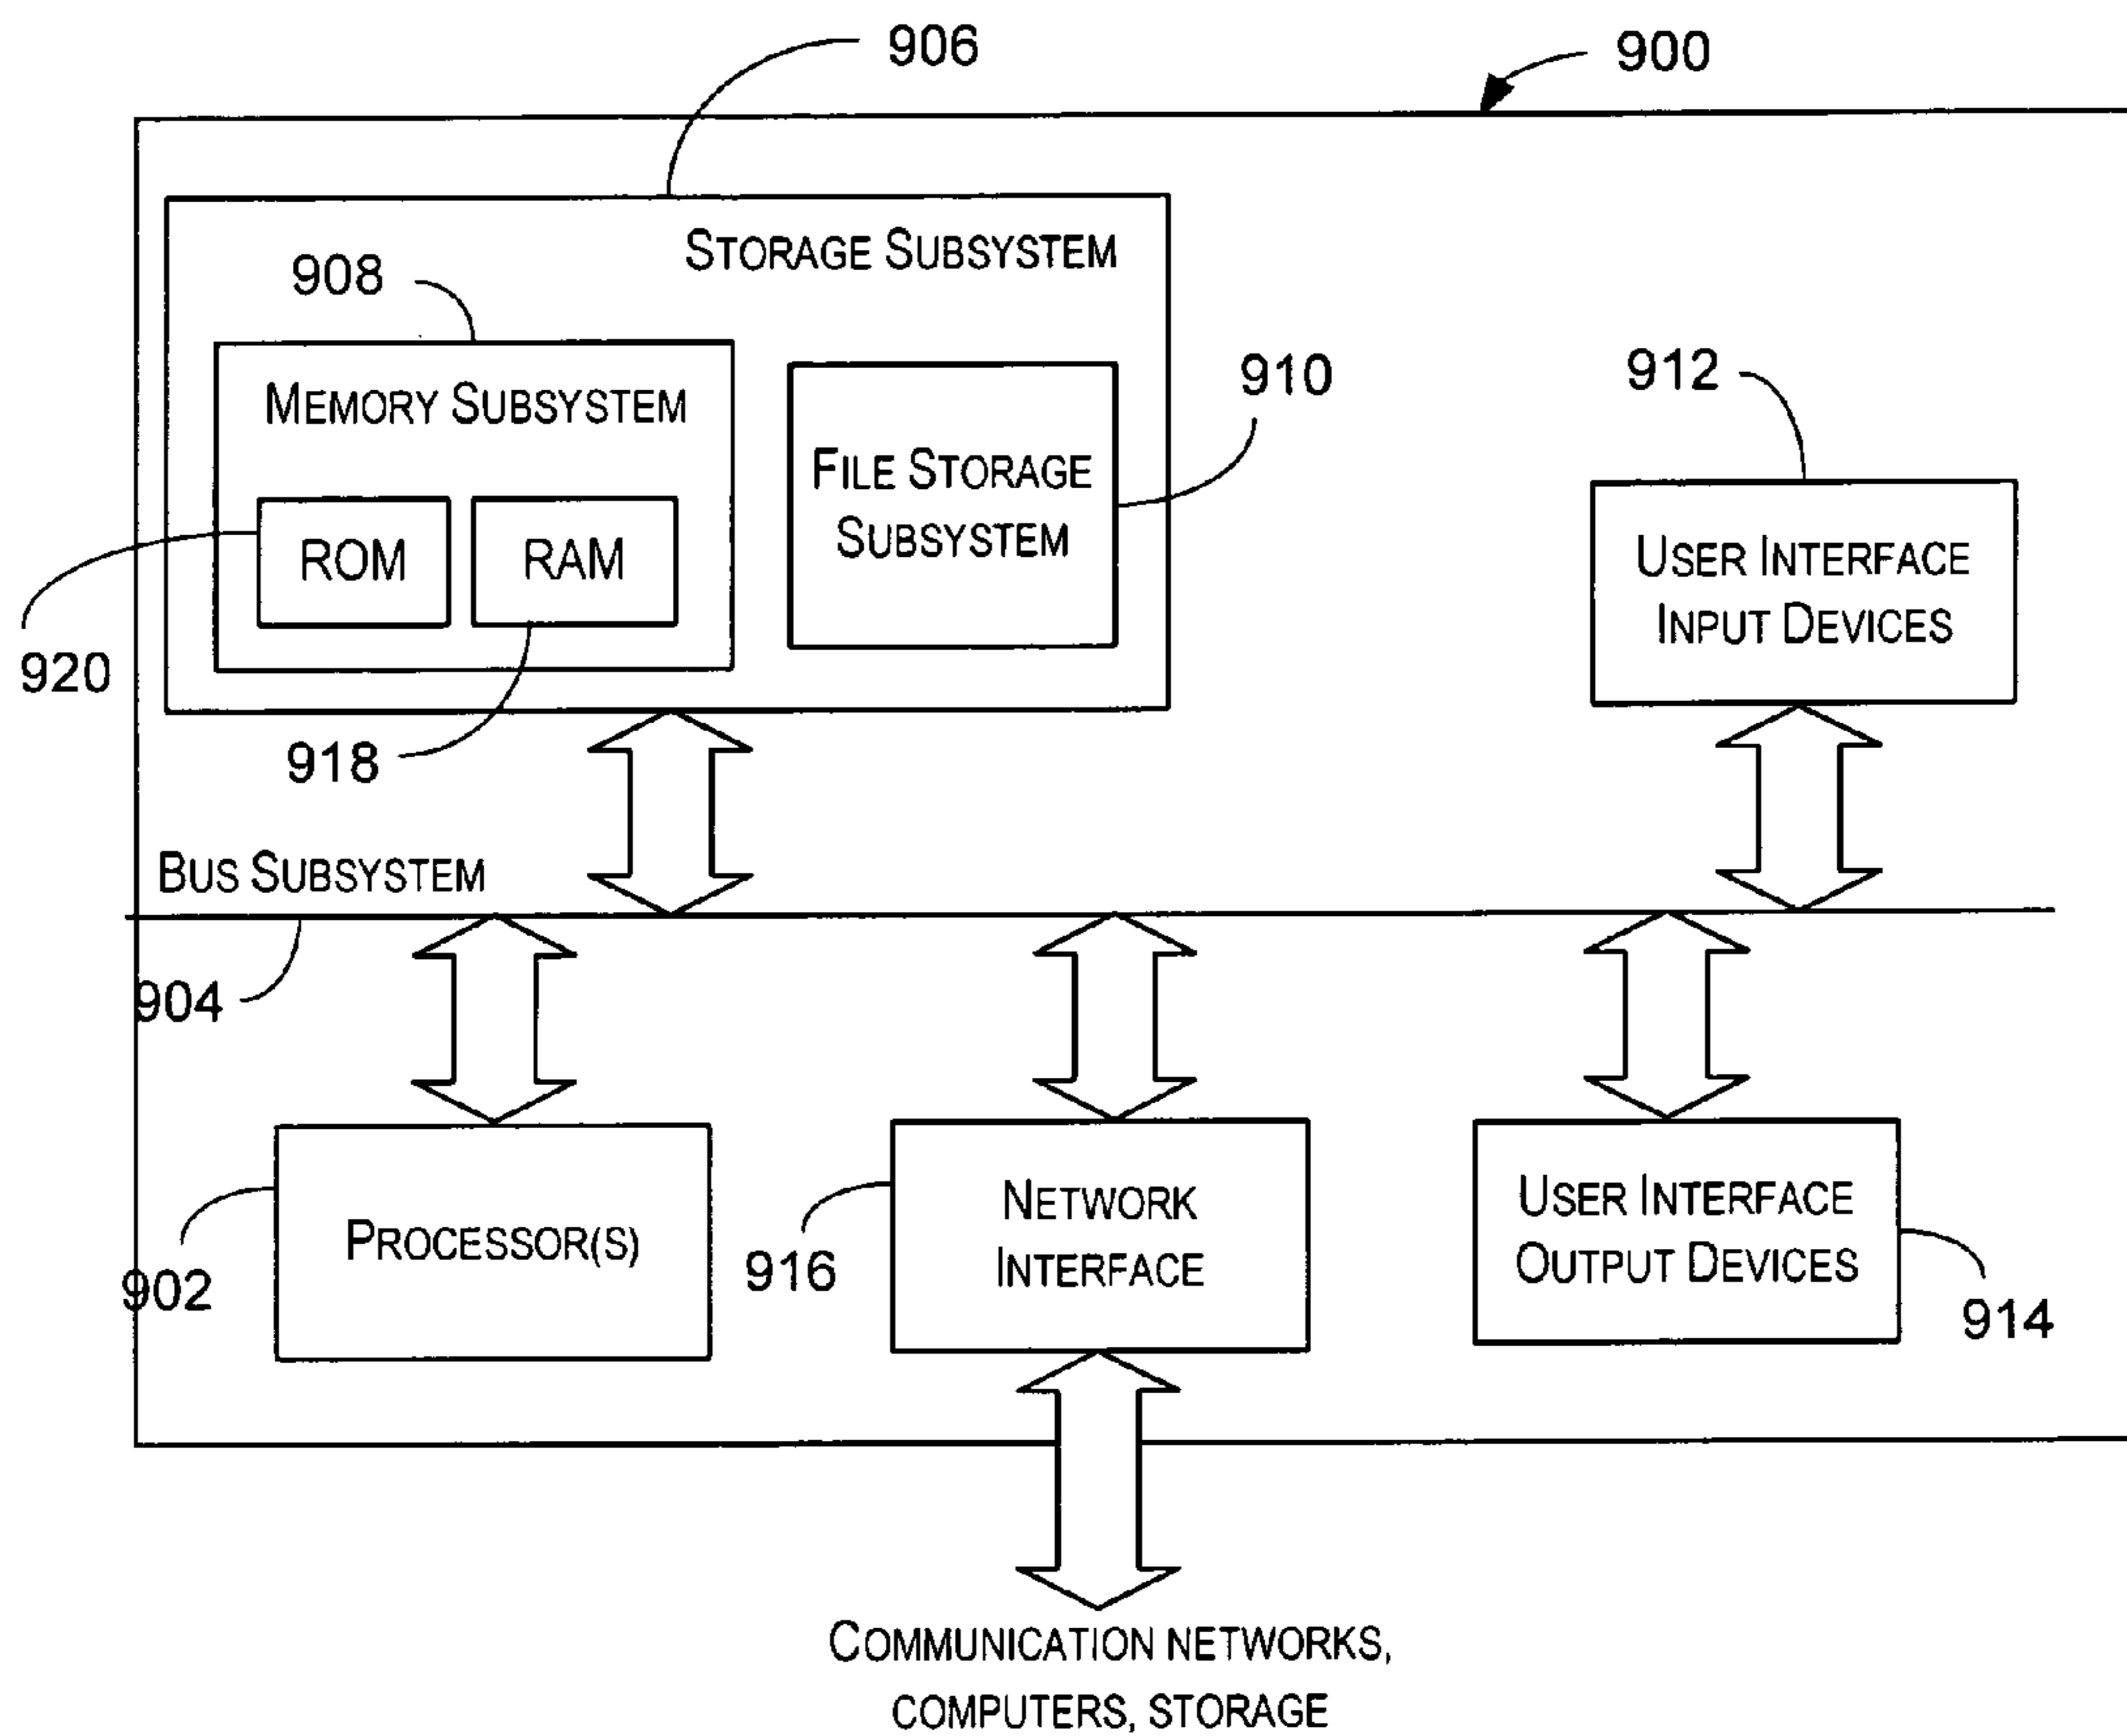 906
900
STORAGE SUBSYSTEM
908
MEMORY SUBSYSTEM
910
912
FILE STORAGE
SUBSYSTEM
ROM
RAM
USER INTERFACE
INPUT DEVICES
920
918
BUS SUBSYSTEM
904
PROCESSOR(S)
902
NETWORK
INTERFACE
916
USER INTERFACE
OUTPUT DEVICES
914
COMMUNICATION NETWORKS,
COMPUTERS, STORAGE